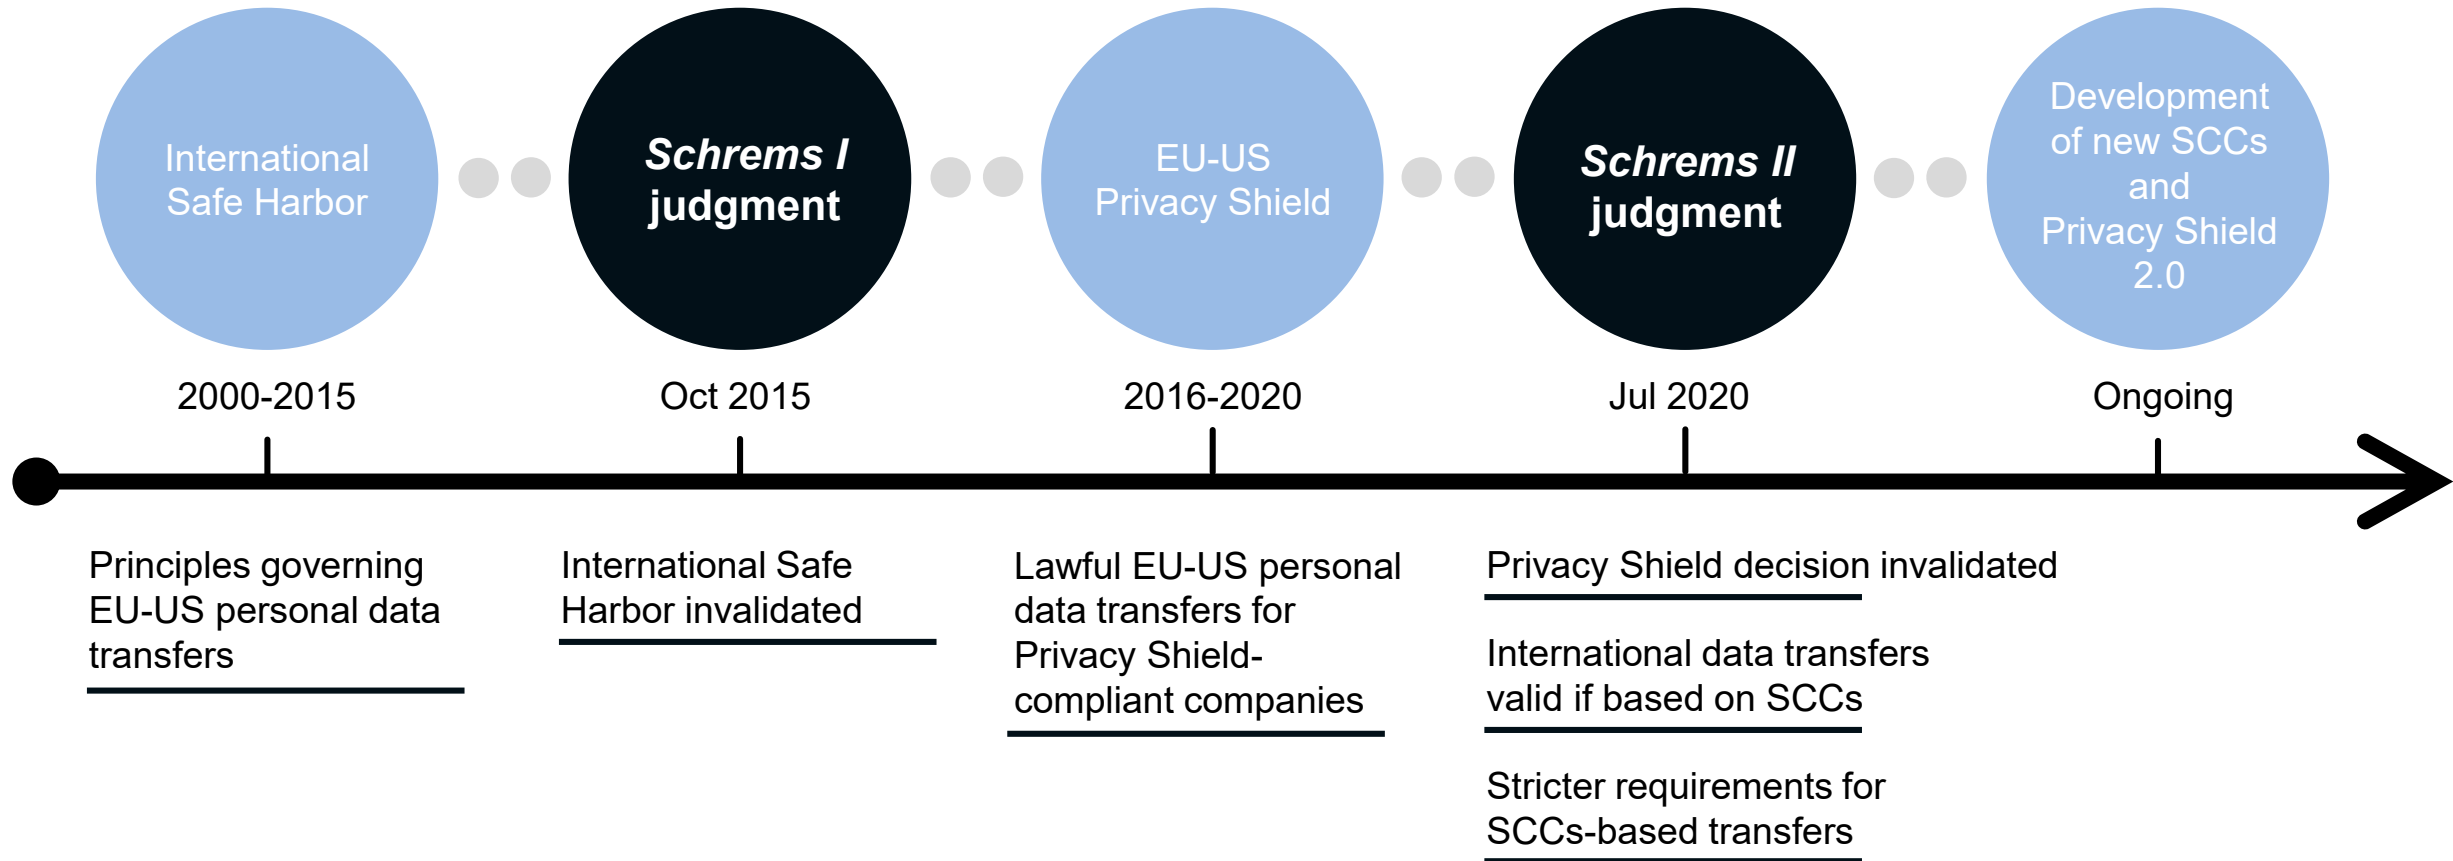 International
Safe Harbor
Schrems I
judgment
EU-US
Privacy Shield
Schrems II
judgment
Development
of new SCCs
and
Privacy Shield
2.0
2000-2015
Oct 2015
2016-2020
Jul 2020
Ongoing
Principles governing
EU-US personal data
transfers
International Safe
Harbor invalidated
Lawful EU-US personal
data transfers for
Privacy Shield-
compliant companies
Privacy Shield decision invalidated
International data transfers
valid if based on SCCs
Stricter requirements for
SCCs-based transfers